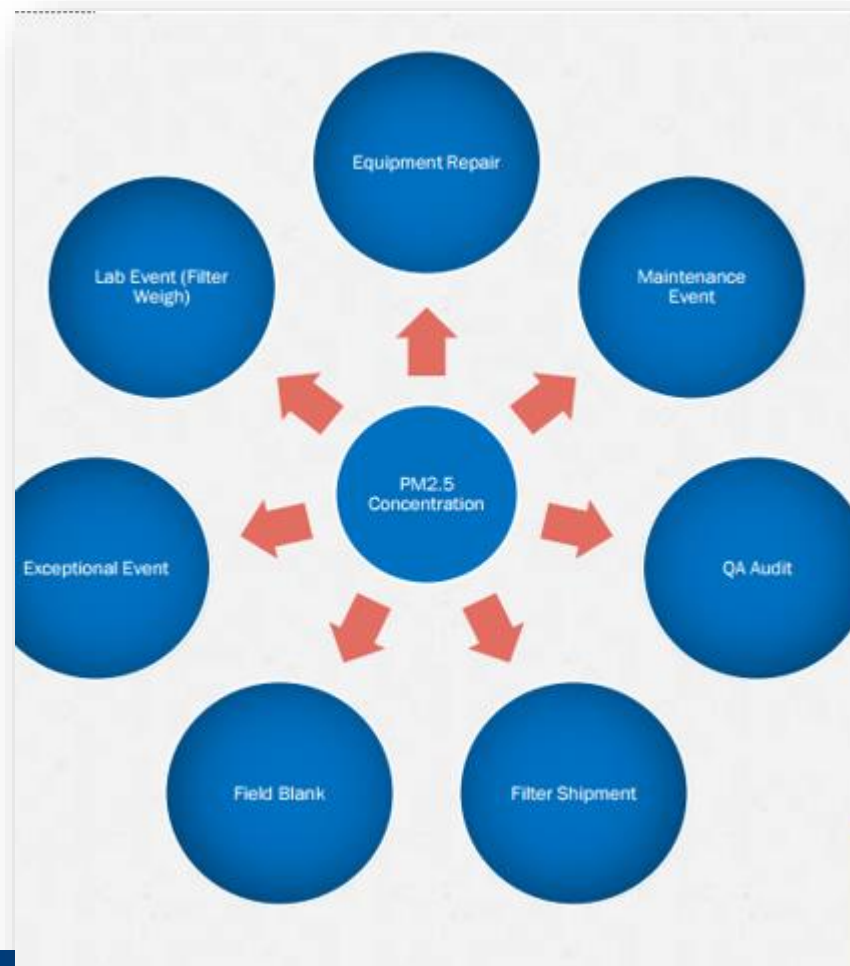 Equipment Repair
Lab Event (Filter
Weigh)
Maintenance
Event
PM2.5
Concentration
Exceptional Event
QA Audit
Field Blank
Filter Shipment